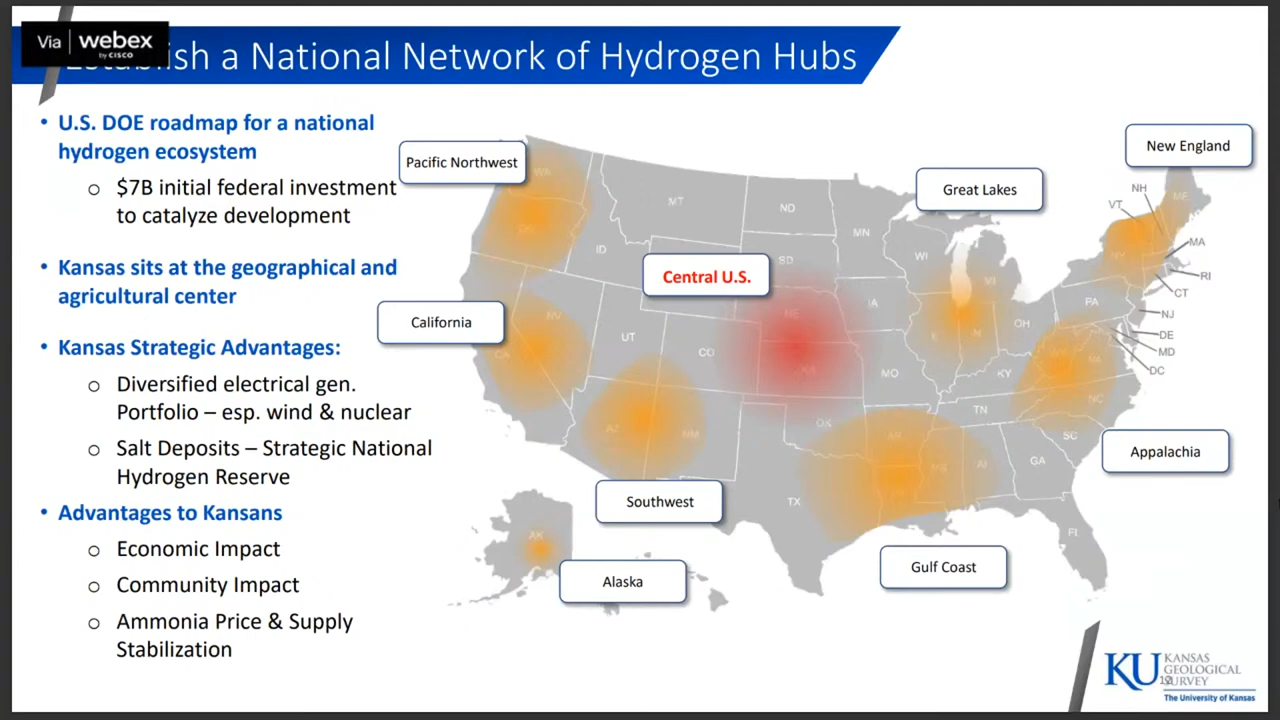 Via | webex
by CISCO
Establish a National Network of Hydrogen Hubs
• U.S. DOE roadmap for a national
hydrogen ecosystem
o $7B initial federal investment
to catalyze development
• Kansas sits at the geographical and
agricultural center
• Kansas Strategic Advantages:
o Diversified electrical gen.
Portfolio – esp. wind & nuclear
o Salt Deposits – Strategic National
Hydrogen Reserve
• Advantages to Kansans
o Economic Impact
o Community Impact
o Ammonia Price & Supply
Stabilization
Pacific Northwest
New England
Great Lakes
Central U.S.
California
Appalachia
Southwest
Gulf Coast
Alaska
WA
MT
ND
MN
ID
SD
WI
MI
NH
VT
ME
NY
MA
RI
CT
PA
NJ
DE
MD
DC
NV
UT
CO
NE
IA
IN
OH
CA
MO
KY
VA
AZ
NM
OK
AR
TN
NC
SC
MS
GA
TX
FL
AK
KU KANSAS
GEOLOGICAL
SURVEY
12
The University of Kansas